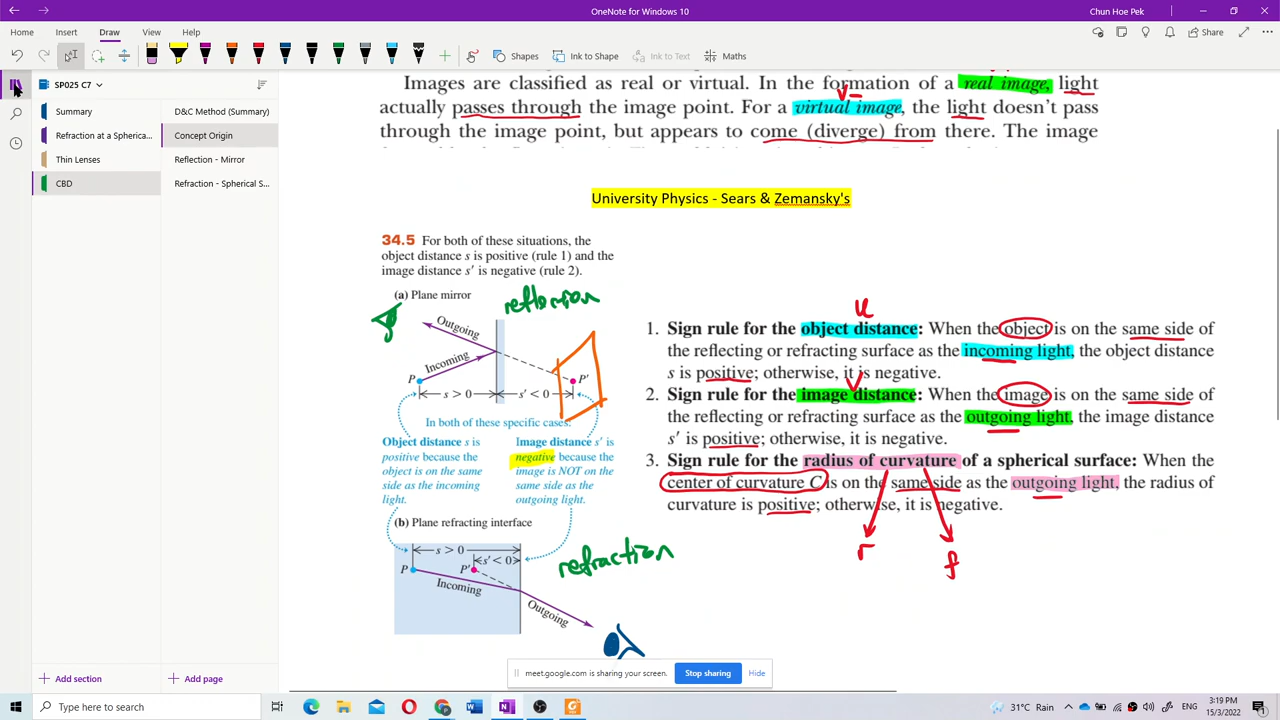 OneNote for Windows 10
Chun Hoe Pek
Home Insert Draw View Help
Share
Shapes Ink to Shape Ink to Text Maths
SP025 C7
Summary
Refraction at a Spherica...
Thin Lenses
CBD
D&C Method (Summary)
Concept Origin
Reflection - Mirror
Refraction - Spherical S...
Images are classified as real or virtual. In the formation of a real image, light
actually passes through the image point. For a virtual image, the light doesn't pass
through the image point, but appears to come (diverge) from there. The image
v-
University Physics - Sears & Zemansky's
34.5 For both of these situations, the
object distance s is positive (rule 1) and the
image distance s′ is negative (rule 2).
(a) Plane mirror
reflection
Outgoing
Incoming
P
P′
s > 0
s′ < 0
In both of these specific cases:
Object distance s is
positive because the
object is on the same
side as the incoming
light.
Image distance s′ is
negative because the
image is NOT on the
same side as the
outgoing light.
(b) Plane refracting interface
refraction
s > 0
s′ < 0
P
P′
Incoming
Outgoing
u
1. Sign rule for the object distance: When the object is on the same side of
the reflecting or refracting surface as the incoming light, the object distance
s is positive; otherwise, it is negative.
v
2. Sign rule for the image distance: When the image is on the same side of
the reflecting or refracting surface as the outgoing light, the image distance
s′ is positive; otherwise, it is negative.
3. Sign rule for the radius of curvature of a spherical surface: When the
center of curvature C is on the same side as the outgoing light, the radius of
curvature is positive; otherwise, it is negative.
r
f
meet.google.com is sharing your screen. Stop sharing Hide
Add section
Add page
Type here to search
31°C Rain
ENG
3:19 PM
15/3/2022